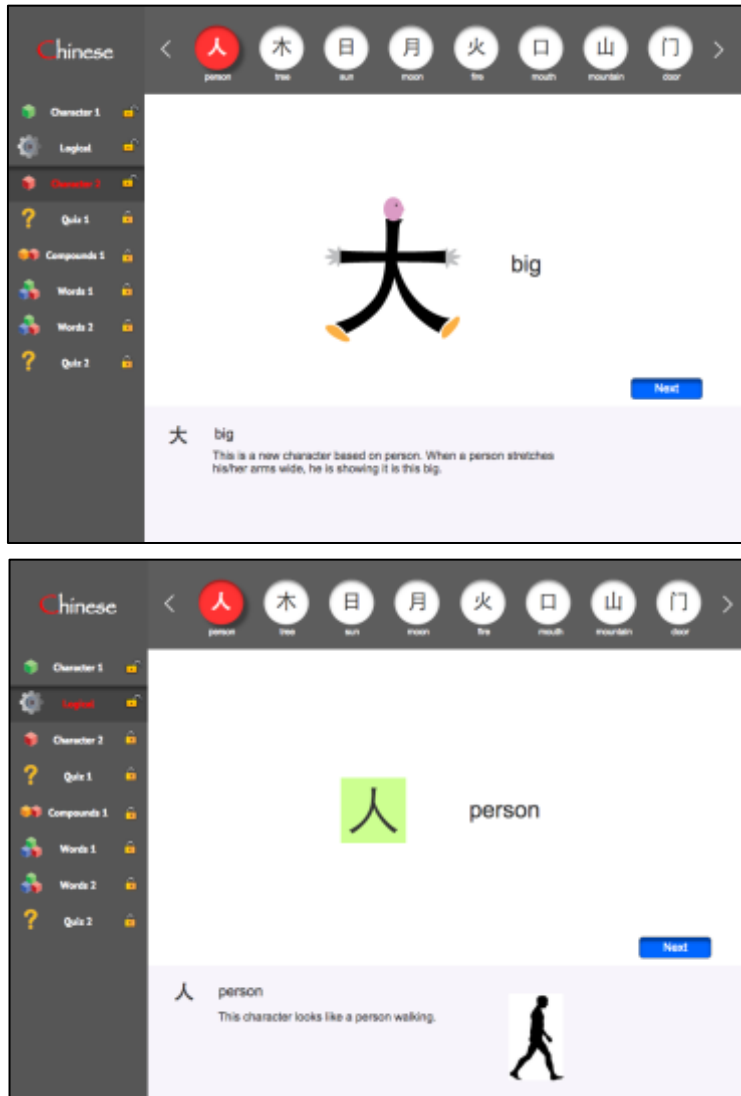 Chinese
人 木 日 月 火 口 山 门
person tree sun moon fire mouth mountain door
Character 1
Logical
Character 2
Quiz 1
Compounds 1
Words 1
Words 2
Quiz 2
大 big
Next
大 big
This is a new character based on person. When a person stretches
his/her arms wide, he is showing it is this big.
Chinese
人 木 日 月 火 口 山 门
person tree sun moon fire mouth mountain door
Character 1
Logical
Character 2
Quiz 1
Compounds 1
Words 1
Words 2
Quiz 2
人 person
Next
人 person
This character looks like a person walking.